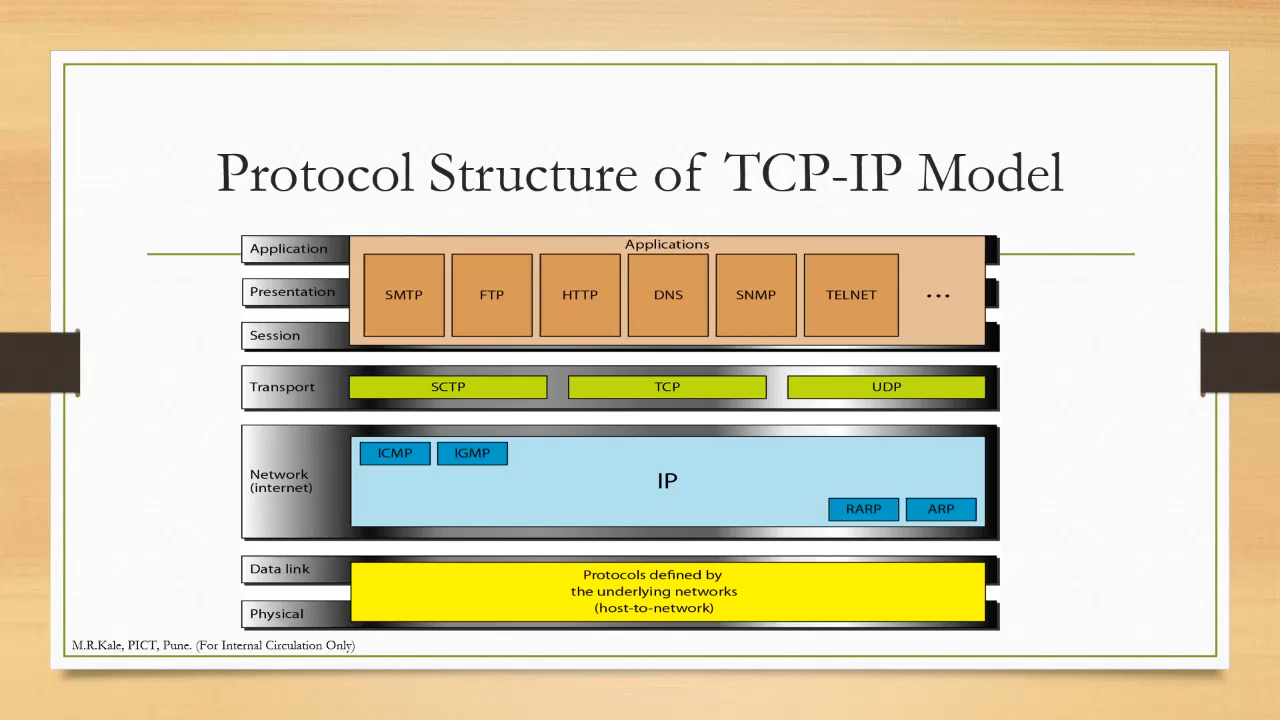 Protocol Structure of TCP-IP Model
Application
Applications
Presentation
SMTP
FTP
HTTP
DNS
SNMP
TELNET
...
Session
Transport
SCTP
TCP
UDP
Network
(internet)
ICMP
IGMP
IP
RARP
ARP
Data link
Protocols defined by
the underlying networks
(host-to-network)
Physical
M.R.Kale, PICT, Pune. (For Internal Circulation Only)